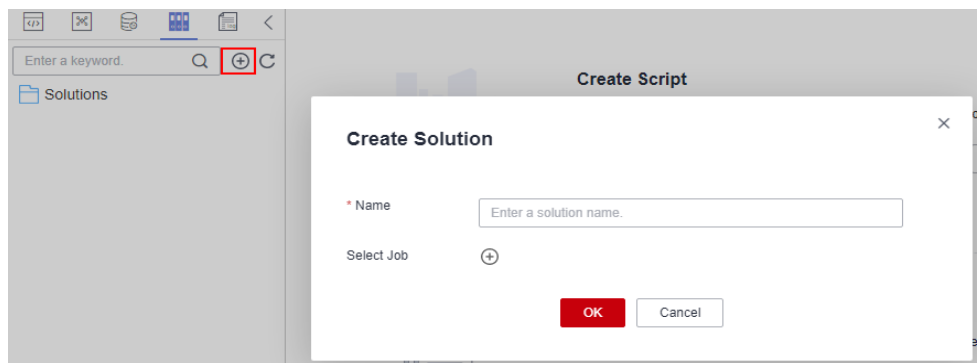 Enter a keyword.
Solutions
Create Script
Create Solution
* Name
Enter a solution name.
Select Job
OK
Cancel